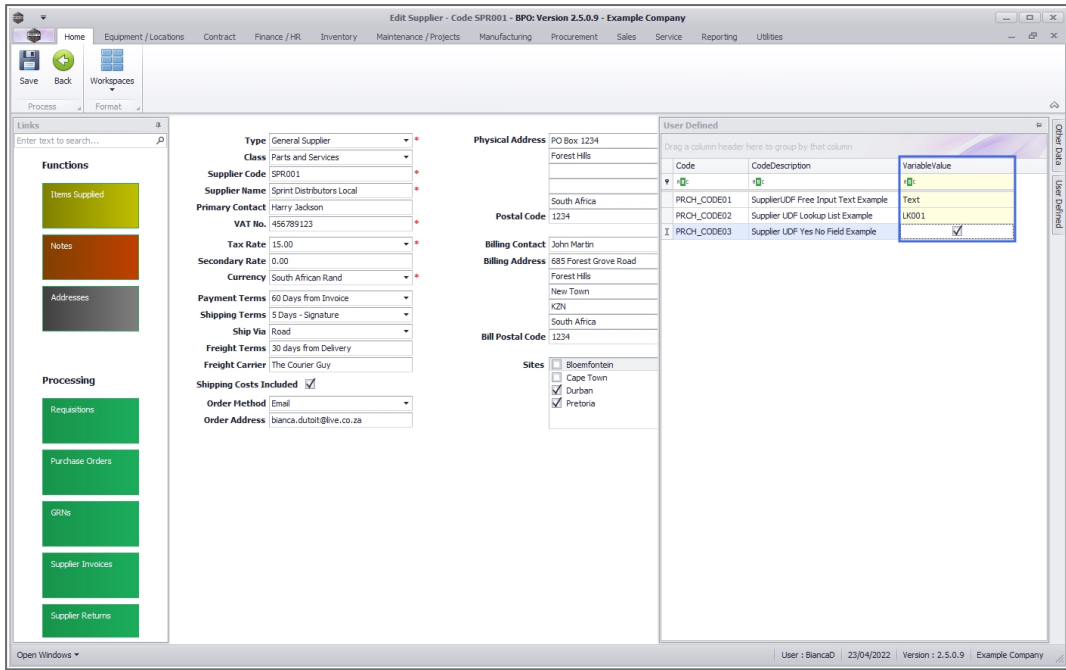 Edit Supplier - Code SPR001 - BPO: Version 2.5.0.9 - Example Company
Home Equipment / Locations Contract Finance / HR Inventory Maintenance / Projects Manufacturing Procurement Sales Service Reporting Utilities
Save Back Workspaces
Process Format
Links
Enter text to search...
Functions
Items Supplied
Notes
Addresses
Processing
Requisitions
Purchase Orders
GRNs
Supplier Invoices
Supplier Returns
Type General Supplier *
Class Parts and Services
Supplier Code SPR001 *
Supplier Name Sprint Distributors Local *
Primary Contact Harry Jackson
VAT No. 456789123 *
Tax Rate 15.00 *
Secondary Rate 0.00
Currency South African Rand *
Payment Terms 60 Days from Invoice
Shipping Terms 5 Days - Signature
Ship Via Road
Freight Terms 30 days from Delivery
Freight Carrier The Courier Guy
Shipping Costs Included
Order Method Email
Order Address bianca.dutoit@live.co.za
Physical Address PO Box 1234
Forest Hills
South Africa
Postal Code 1234
Billing Contact John Martin
Billing Address 685 Forest Grove Road
Forest Hills
New Town
KZN
South Africa
Bill Postal Code 1234
Sites Bloemfontein
Cape Town
Durban
Pretoria
User Defined
Drag a column header here to group by that column
Code CodeDescription VariableValue
PRCH_CODE01 SupplierUDF Free Input Text Example Text
PRCH_CODE02 Supplier UDF Lookup List Example LK001
PRCH_CODE03 Supplier UDF Yes No Field Example
Other Data
User Defined
Open Windows
User : BiancaD 23/04/2022 Version : 2.5.0.9 Example Company